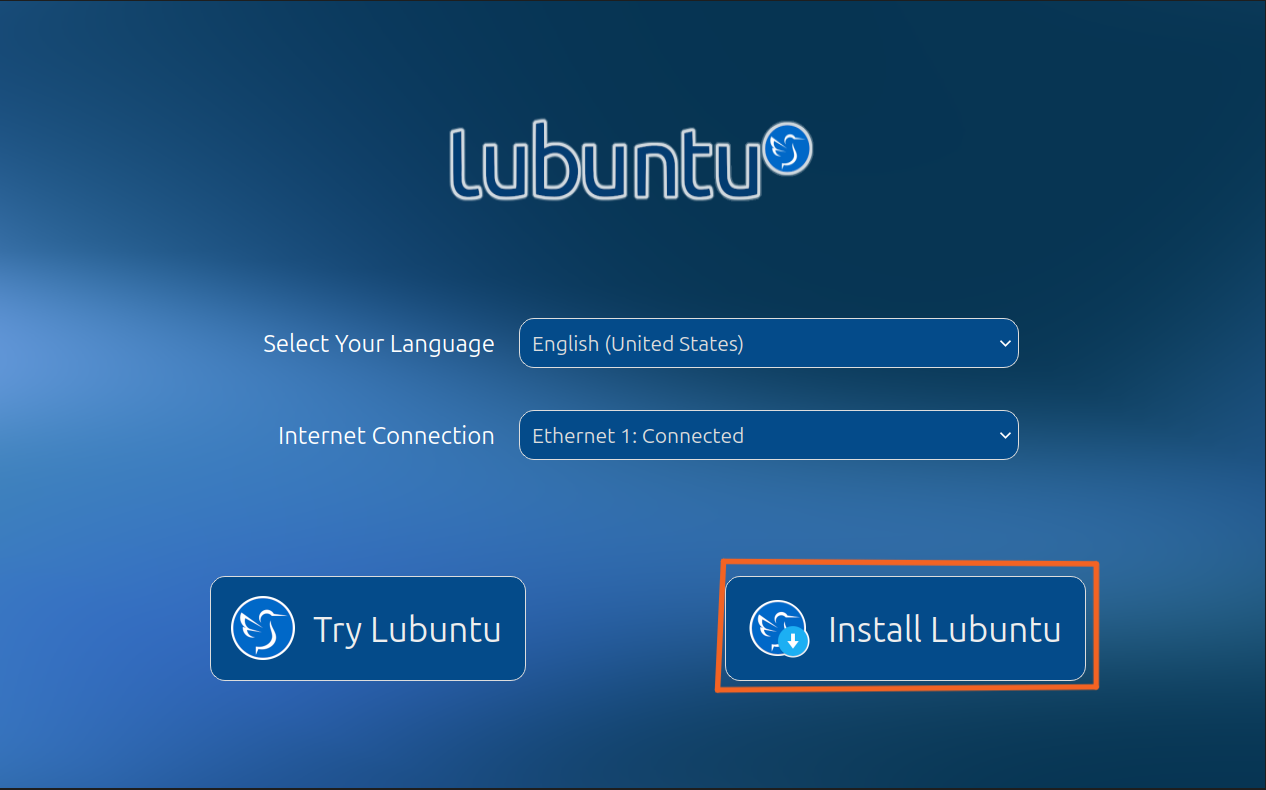 lubuntu
Select Your Language
English (United States)
Internet Connection
Ethernet 1: Connected
Try Lubuntu
Install Lubuntu